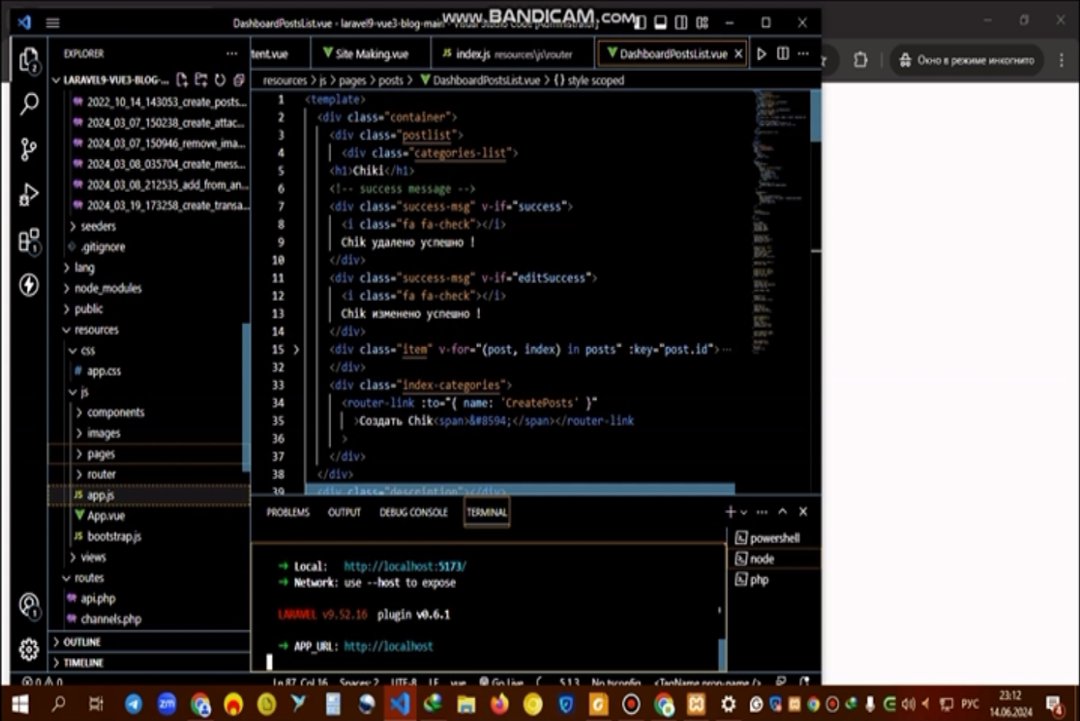 DashboardPostsList.vue - laravel9-vue3-blog-main - Visual Studio Code [Administrator]
www.BANDICAM.com
Окно в режиме инкогнито
EXPLORER
tent.vue
Site Making.vue
index.js resources\js\router
DashboardPostsList.vue
LARAVEL9-VUE3-BLOG-...
resources > js > pages > posts > DashboardPostsList.vue > {} style scoped
2022_10_14_143053_create_posts...
2024_03_07_150238_create_attac...
2024_03_07_150946_remove_ima...
2024_03_08_035704_create_mess...
2024_03_08_212535_add_from_an...
2024_03_19_173258_create_transa...
seeders
.gitignore
lang
node_modules
public
resources
css
app.css
js
components
images
pages
router
app.js
App.vue
bootstrap.js
views
routes
api.php
channels.php
OUTLINE
TIMELINE
1 <template>
2 <div class="container">
3 <div class="postlist">
4 <div class="categories-list">
5 <h1>Chiki</h1>
6 <!-- success message -->
7 <div class="success-msg" v-if="success">
8 <i class="fa fa-check"></i>
9 Chik удалено успешно !
10 </div>
11 <div class="success-msg" v-if="editSuccess">
12 <i class="fa fa-check"></i>
13 Chik изменено успешно !
14 </div>
15 <div class="item" v-for="(post, index) in posts" :key="post.id">...
32 </div>
33 <div class="index-categories">
34 <router-link :to="{ name: 'CreatePosts' }"
35 >Создать Chik<span>&#8594;</span></router-link
36 >
37 </div>
38 </div>
39 <div class="description"></div>
PROBLEMS OUTPUT DEBUG CONSOLE TERMINAL
➜ Local: http://localhost:5173/
➜ Network: use --host to expose
LARAVEL v9.52.16 plugin v0.6.1
➜ APP_URL: http://localhost
powershell
node
php
Ln 87, Col 16 Spaces: 2 UTF-8 LF vue Go Live 5.1.3 No tsconfig <TagName prop-name />
РУС
23:12
14.06.2024